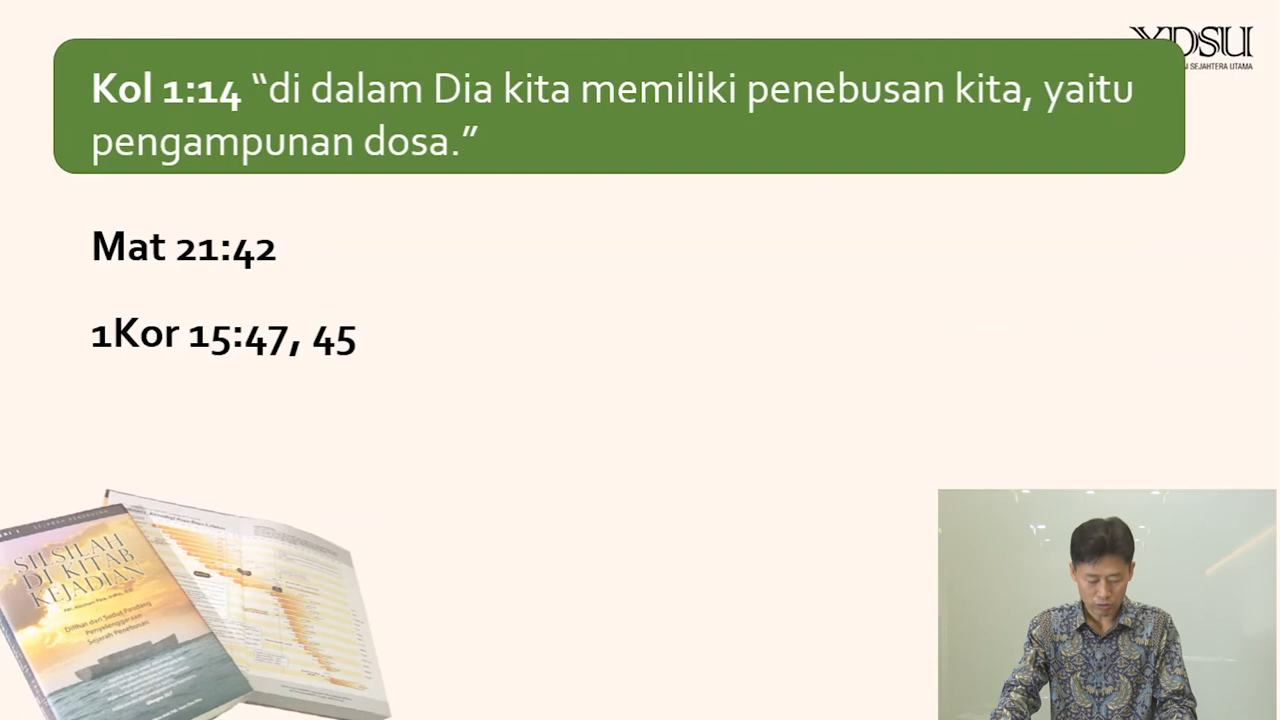 YDSU
SEJAHTERA UTAMA
Kol 1:14 “di dalam Dia kita memiliki penebusan kita, yaitu
pengampunan dosa.”
Mat 21:42
1Kor 15:47, 45
SILSILAH
DI KITAB
KEJADIAN
Dilihat dari Sudut Pandang
Penyelenggaraan
Sejarah Penebusan